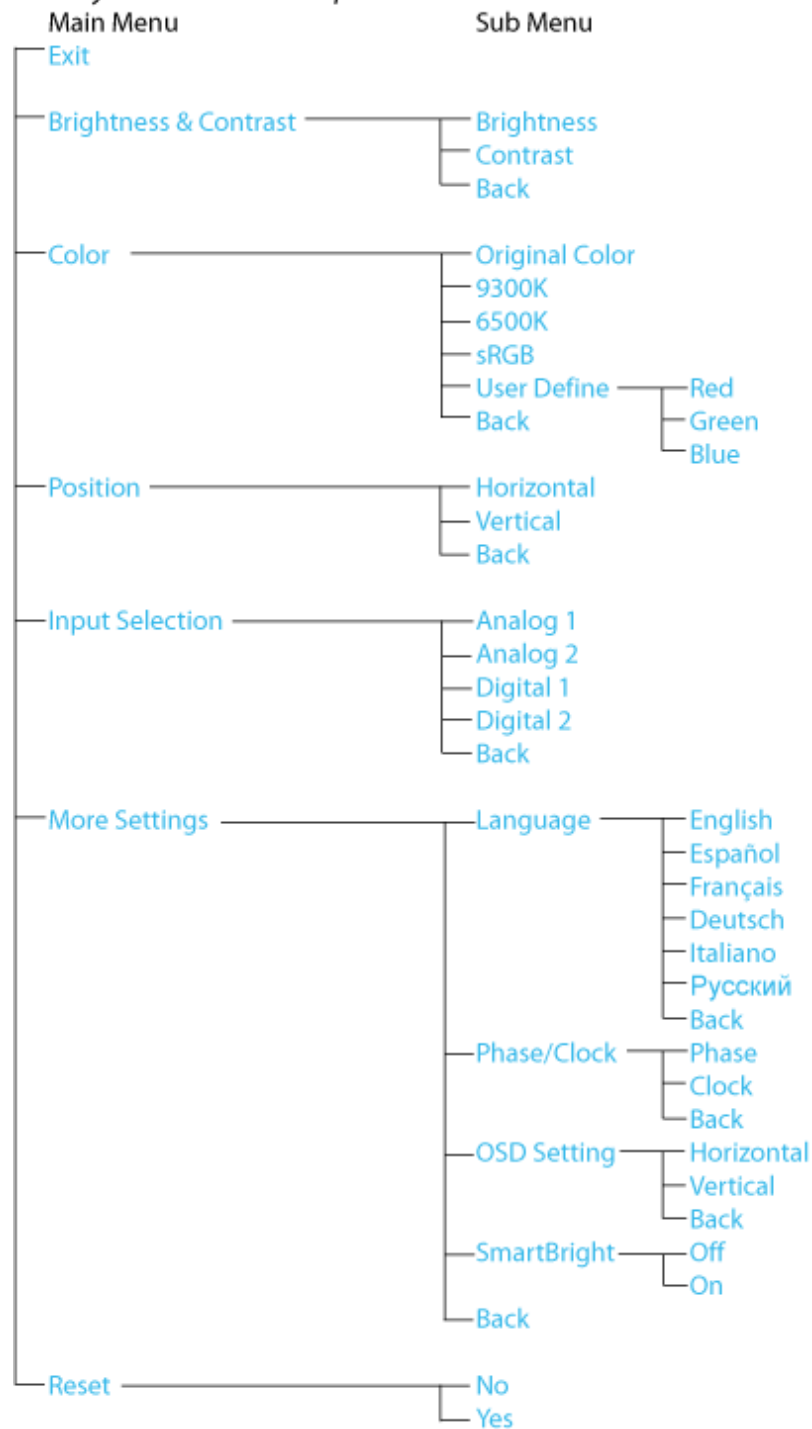 Main Menu Sub Menu
Exit
Brightness & Contrast Brightness
Contrast
Back
Color Original Color
9300K
6500K
sRGB
User Define Red
Back Green
Blue
Position Horizontal
Vertical
Back
Input Selection Analog 1
Analog 2
Digital 1
Digital 2
Back
More Settings Language English
Español
Français
Deutsch
Italiano
Русский
Back
Phase/Clock Phase
Clock
Back
OSD Setting Horizontal
Vertical
Back
SmartBright Off
On
Back
Reset No
Yes